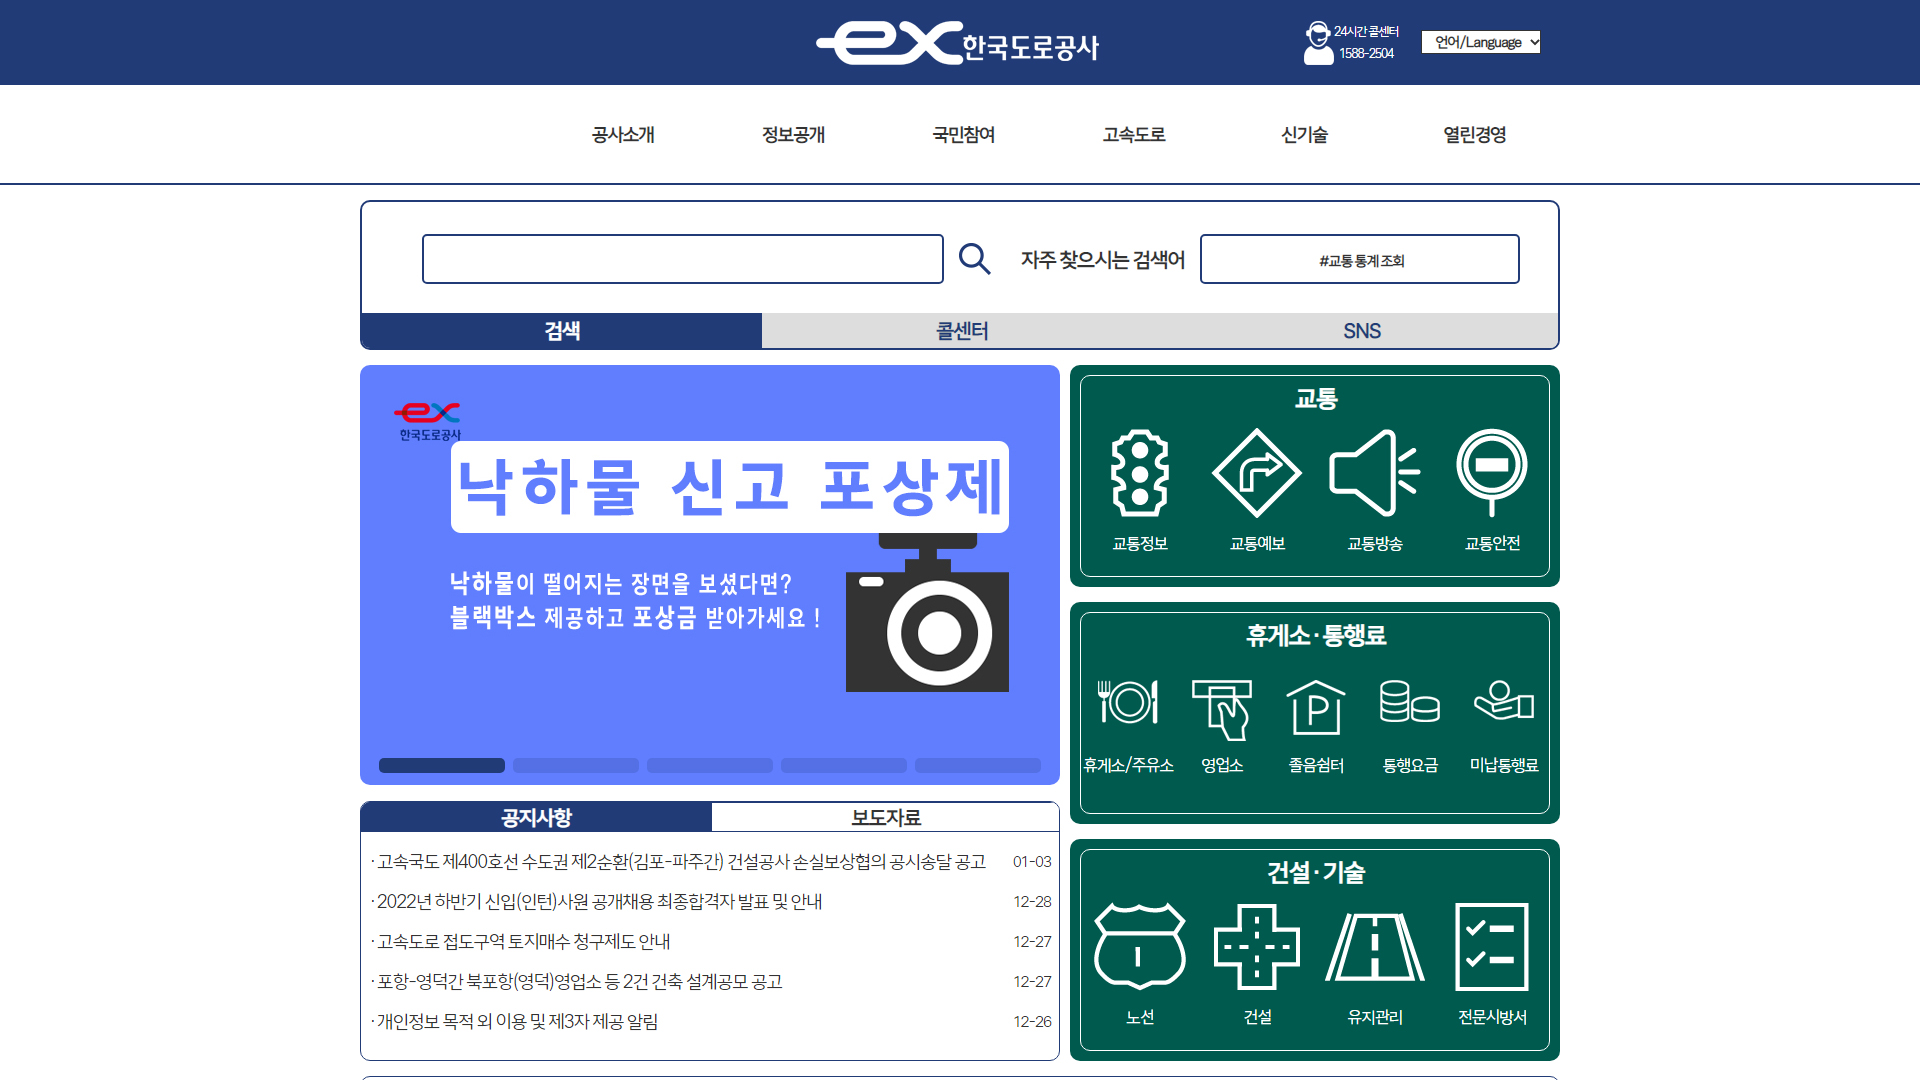 ex 한국도로공사
24시간 콜센터
1588-2504
언어/Language
공사소개 정보공개 국민참여 고속도로 신기술 열린경영
자주 찾으시는 검색어
#교통 통계 조회
검색 콜센터 SNS
ex
한국도로공사
낙하물 신고 포상제
낙하물이 떨어지는 장면을 보셨다면?
블랙박스 제공하고 포상금 받아가세요 !
공지사항 보도자료
· 고속국도 제400호선 수도권 제2순환(김포-파주간) 건설공사 손실보상협의 공시송달 공고 01-03
· 2022년 하반기 신입(인턴)사원 공개채용 최종합격자 발표 및 안내 12-28
· 고속도로 접도구역 토지매수 청구제도 안내 12-27
· 포항-영덕간 북포항(영덕)영업소 등 2건 건축 설계공모 공고 12-27
· 개인정보 목적 외 이용 및 제3자 제공 알림 12-26
교통
교통정보 교통예보 교통방송 교통안전
휴게소 · 통행료
P
휴게소/주유소 영업소 졸음쉼터 통행요금 미납통행료
건설 · 기술
노선 건설 유지관리 전문시방서